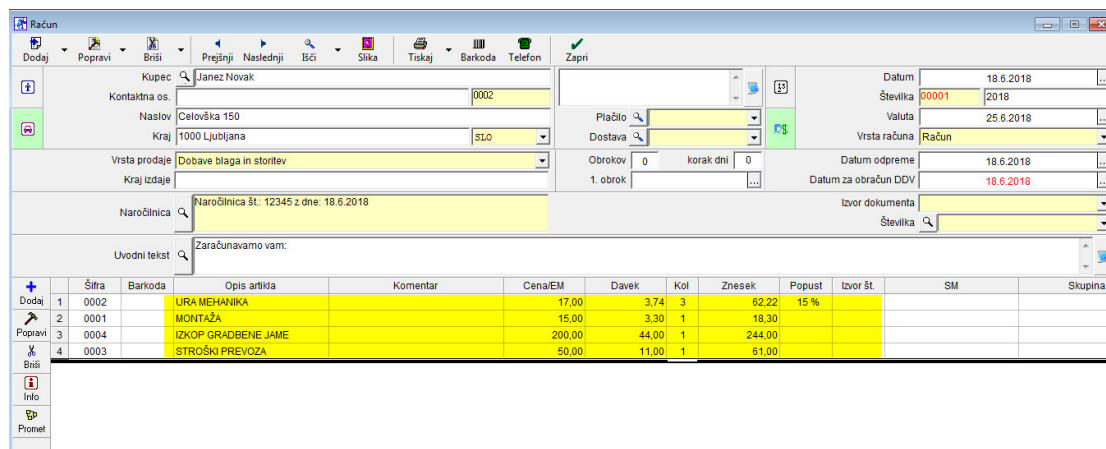 Račun
Dodaj Popravi Briši Prejšnji Naslednji Išči Slika Tiskaj Barkoda Telefon Zapri
Kupec Janez Novak Datum 18.6.2018
Kontaktna os. 0002 Številka 00001 2018
Naslov Celovška 150 Plačilo Valuta 25.6.2018
Kraj 1000 Ljubljana SLO Dostava Vrsta računa Račun
Vrsta prodaje Dobave blaga in storitev Obrokov 0 korak dni 0 Datum odpreme 18.6.2018
Kraj izdaje 1. obrok ... Datum za obračun DDV 18.6.2018
Naročilnica Naročilnica št.: 12345 z dne: 18.6.2018 Izvor dokumenta
Številka
Uvodni tekst Zaračunavamo vam:
Šifra Barkoda Opis artikla Komentar Cena/EM Davek Kol Znesek Popust Izvor št. SM Skupina
Dodaj 1 0002 URA MEHANIKA 17,00 3,74 3 62,22 15 %
2 0001 MONTAŽA 15,00 3,30 1 18,30
Popravi 3 0004 IZKOP GRADBENE JAME 200,00 44,00 1 244,00
4 0003 STROŠKI PREVOZA 50,00 11,00 1 61,00
Briši
Info
Promet